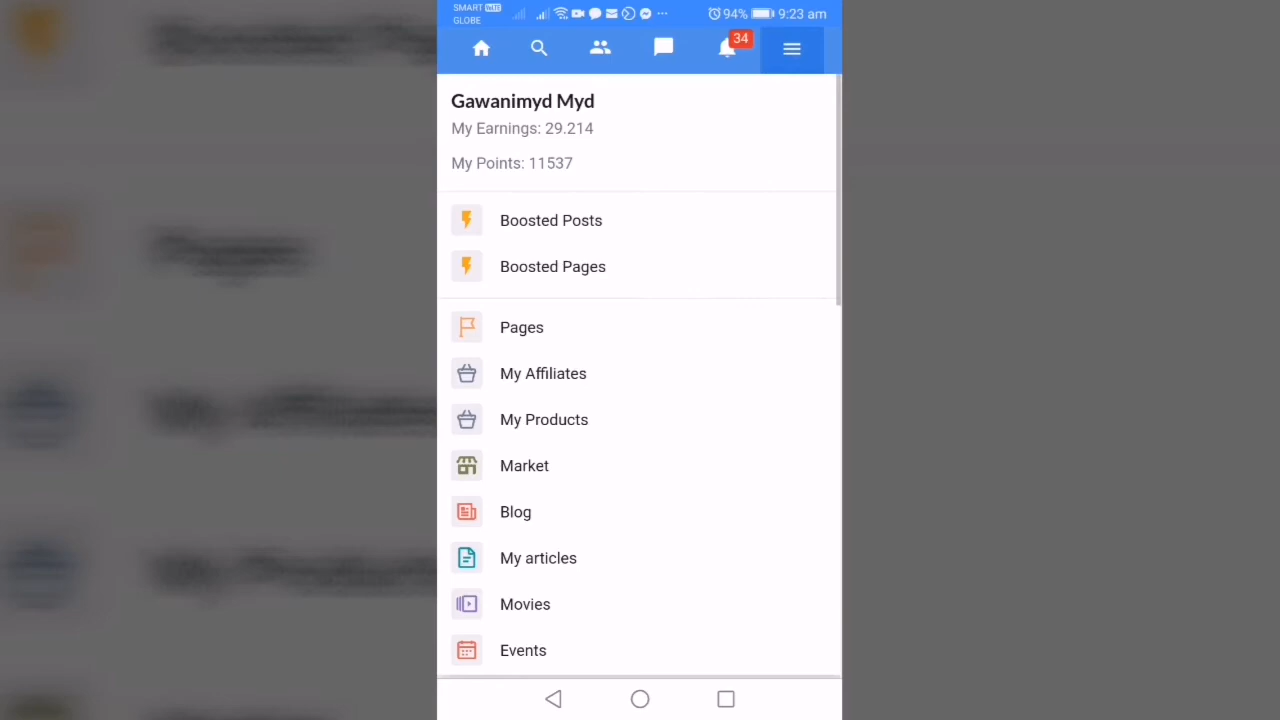 SMART LTE
GLOBE
94%
9:23 am
34
Gawanimyd Myd
My Earnings: 29.214
My Points: 11537
Boosted Posts
Boosted Pages
Pages
My Affiliates
My Products
Market
Blog
My articles
Movies
Events